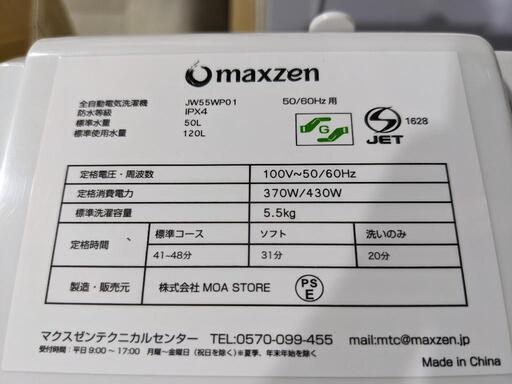 maxzen
全自動電気洗濯機 JW55WP01 50/60Hz 用
防水等級 IPX4
標準水量 50L
標準使用水量 120L
G
S JET 1628
定格電圧・周波数 100V~50/60Hz
定格消費電力 370W/430W
標準洗濯容量 5.5kg
定格時間 標準コース ソフト 洗いのみ
41-48分 31分 20分
製造・販売元 株式会社 MOA STORE PS E
マクスゼンテクニカルセンター TEL:0570-099-455 mail:mtc@maxzen.jp
受付時間:平日 9:00~ 17:00 月曜~金曜日 (祝日を除く)※夏季、年末年始を除く
Made in China